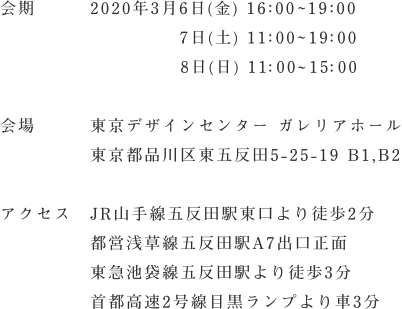 会期 2020年3月6日(金) 16:00~19:00
7日(土) 11:00~19:00
8日(日) 11:00~15:00
会場 東京デザインセンター ガレリアホール
東京都品川区東五反田5-25-19 B1,B2
アクセス JR山手線五反田駅東口より徒歩2分
都営浅草線五反田駅A7出口正面
東急池袋線五反田駅より徒歩3分
首都高速2号線目黒ランプより車3分